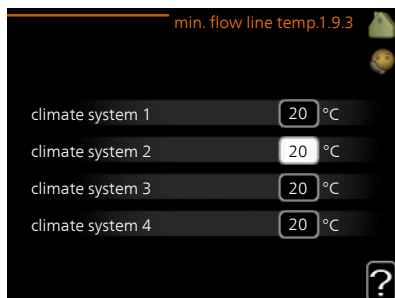 min. flow line temp.1.9.3
climate system 1 20 °C
climate system 2 20 °C
climate system 3 20 °C
climate system 4 20 °C
?